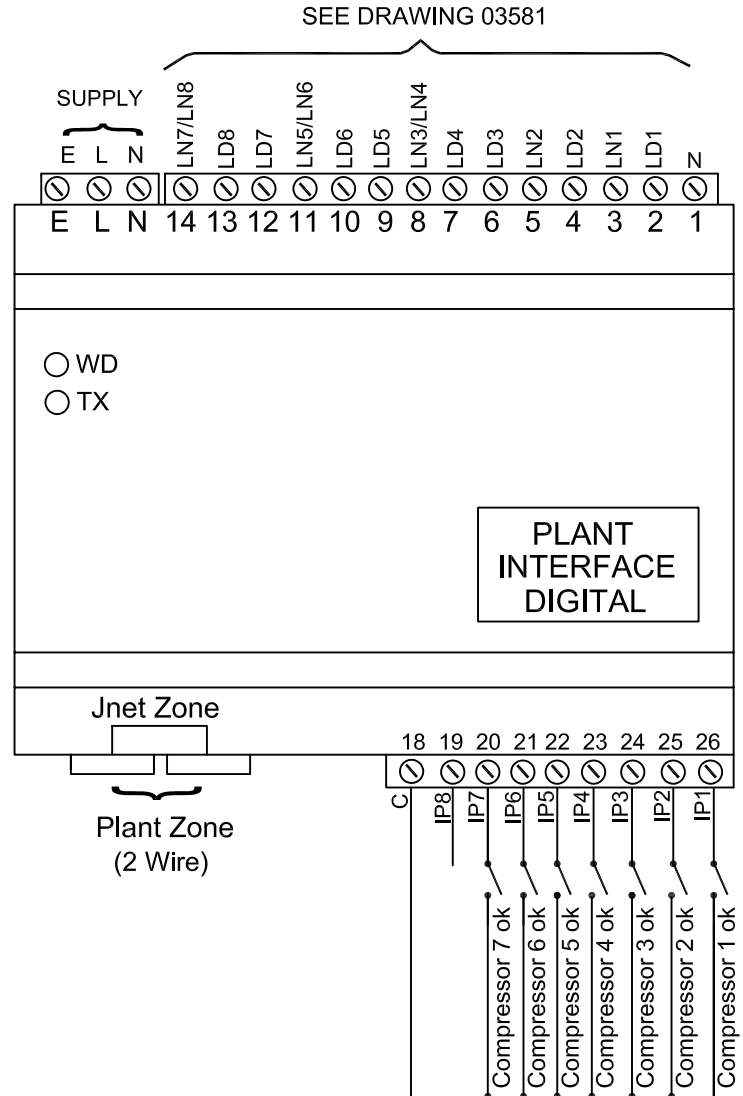 SEE DRAWING 03581
SUPPLY
E L N
LN7/LN8 LD8 LD7 LN5/LN6 LD6 LD5 LN3/LN4 LD4 LD3 LN2 LD2 LN1 LD1 N
E L N 14 13 12 11 10 9 8 7 6 5 4 3 2 1
WD
TX
PLANT
INTERFACE
DIGITAL
Jnet Zone
Plant Zone
(2 Wire)
18 19 20 21 22 23 24 25 26
C IP8 IP7 IP6 IP5 IP4 IP3 IP2 IP1
Compressor 7 ok
Compressor 6 ok
Compressor 5 ok
Compressor 4 ok
Compressor 3 ok
Compressor 2 ok
Compressor 1 ok